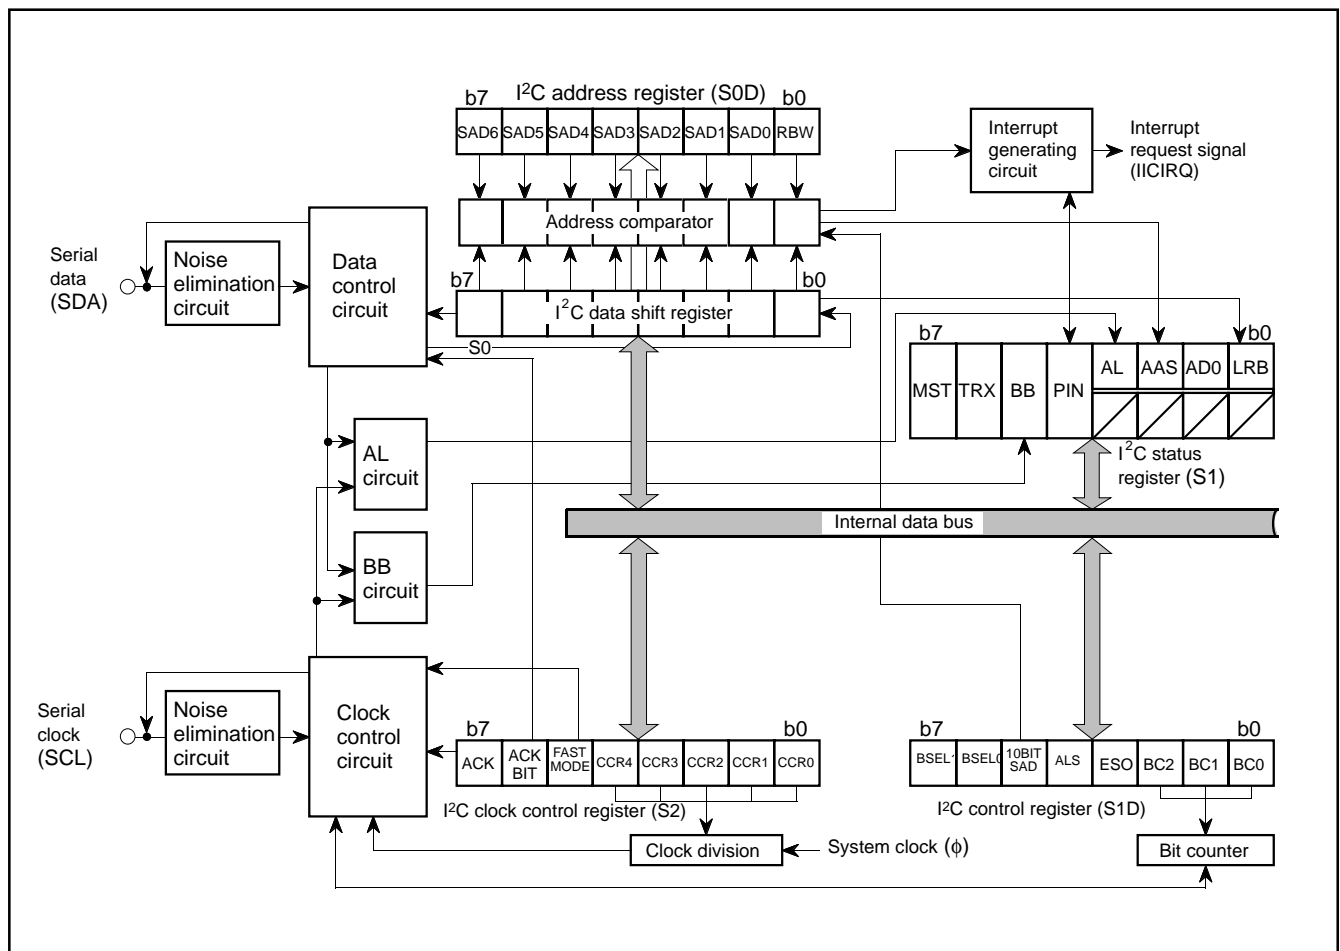 I²C address register (S0D)
b7 b0
SAD6 SAD5 SAD4 SAD3 SAD2 SAD1 SAD0 RBW
Interrupt
generating
circuit
Interrupt
request signal
(IICIRQ)
Address comparator
Serial
data
(SDA)
Noise
elimination
circuit
Data
control
circuit
b7 b0
I²C data shift register
S0
b7 b0
MST TRX BB PIN AL AAS AD0 LRB
I²C status
register (S1)
AL
circuit
Internal data bus
BB
circuit
Serial
clock
(SCL)
Noise
elimination
circuit
Clock
control
circuit
b7 b0
ACK ACK BIT FAST MODE CCR4 CCR3 CCR2 CCR1 CCR0
I²C clock control register (S2)
b7 b0
BSEL1 BSEL0 10BIT SAD ALS ESO BC2 BC1 BC0
I²C control register (S1D)
Clock division
System clock (ϕ)
Bit counter